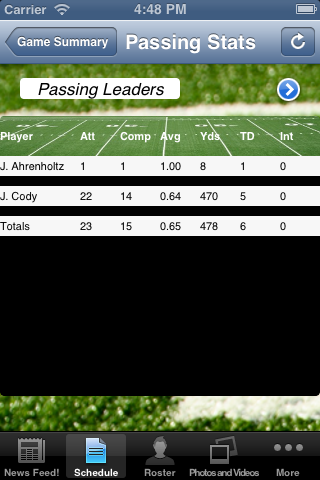 Carrier 4:48 PM
Game Summary Passing Stats
Passing Leaders
Player Att Comp Avg Yds TD Int
J. Ahrenholtz 1 1 1.00 8 1 0
J. Cody 22 14 0.64 470 5 0
Totals 23 15 0.65 478 6 0
News Feed! Schedule Roster Photos and Videos More